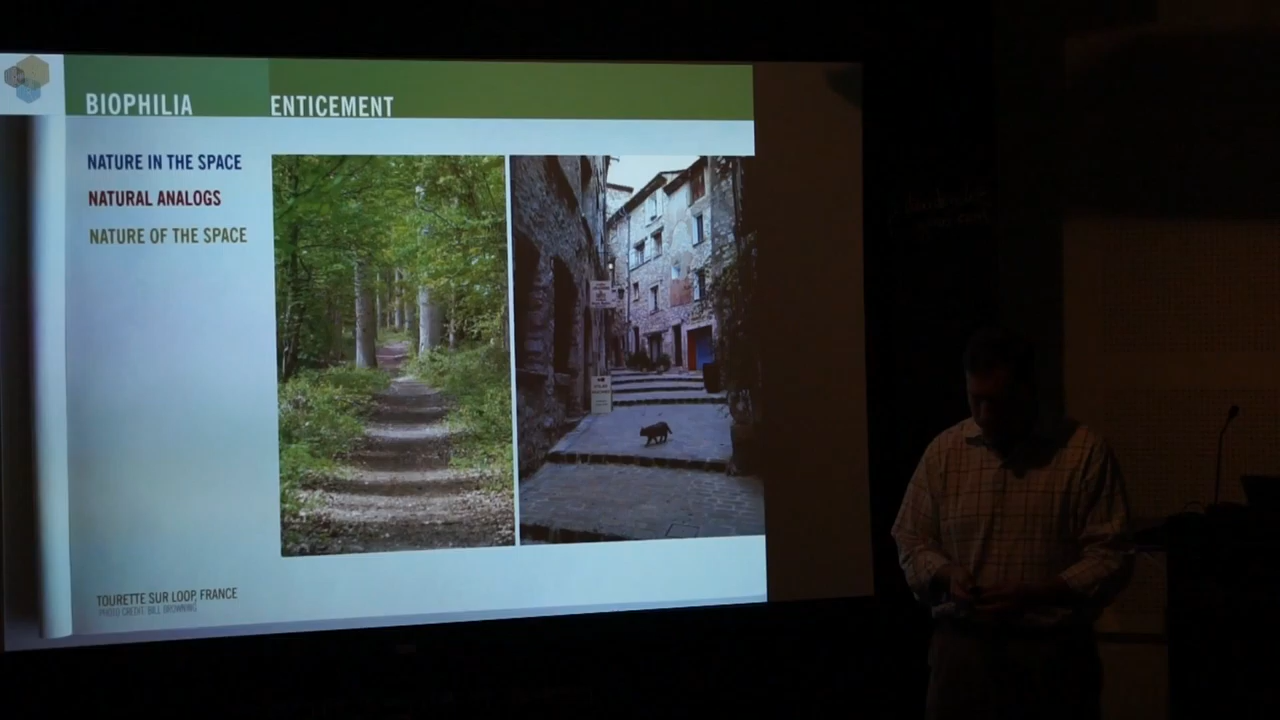 BIOPHILIA
ENTICEMENT
NATURE IN THE SPACE
NATURAL ANALOGS
NATURE OF THE SPACE
TOURETTE SUR LOOP, FRANCE
PHOTO CREDIT: BILL BROWNING